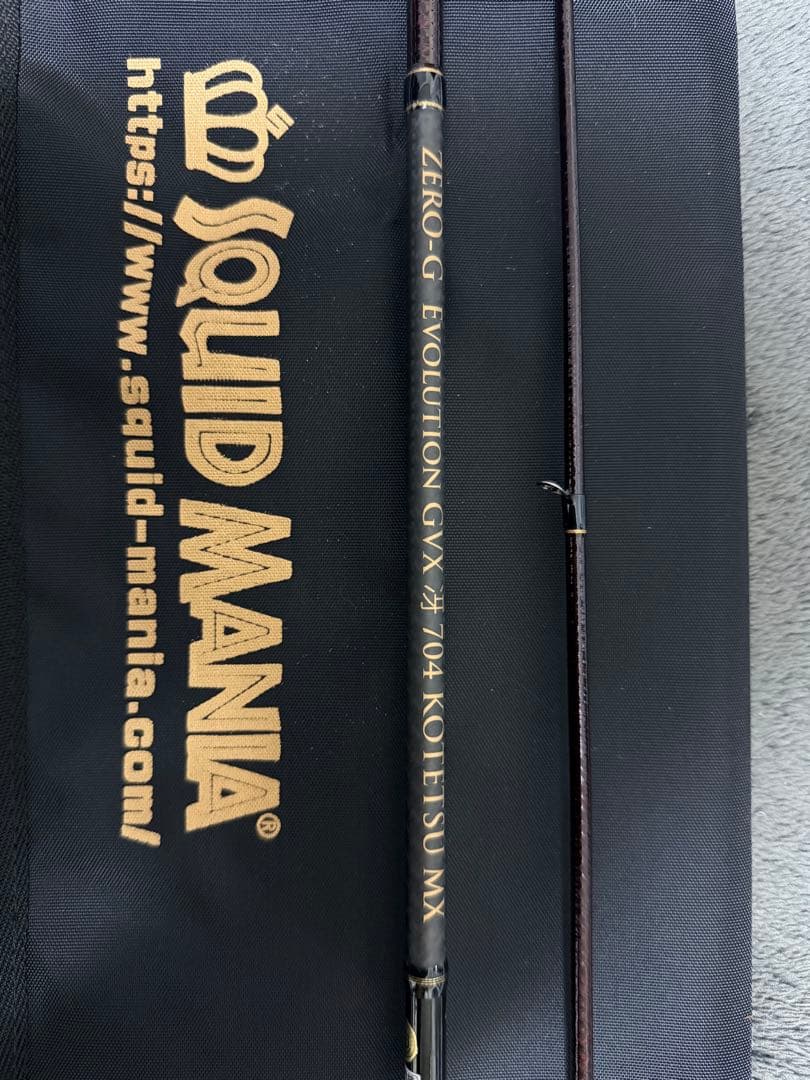 SQUID MANIA®
https://www.squid-mania.com/
ZERO-G EVOLUTION GVX 冴 704 KOTETSU MX